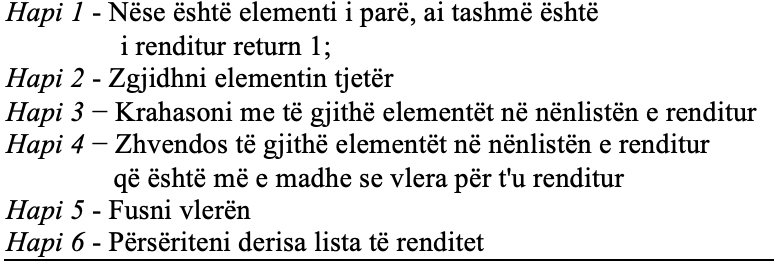 Hapi 1 - Nëse është elementi i parë, ai tashmë është
i renditur return 1;
Hapi 2 - Zgjidhni elementin tjetër
Hapi 3 − Krahasoni me të gjithë elementët në nënlistën e renditur
Hapi 4 − Zhvendos të gjithë elementët në nënlistën e renditur
që është më e madhe se vlera për t'u renditur
Hapi 5 - Fusni vlerën
Hapi 6 - Përsëriteni derisa lista të renditet